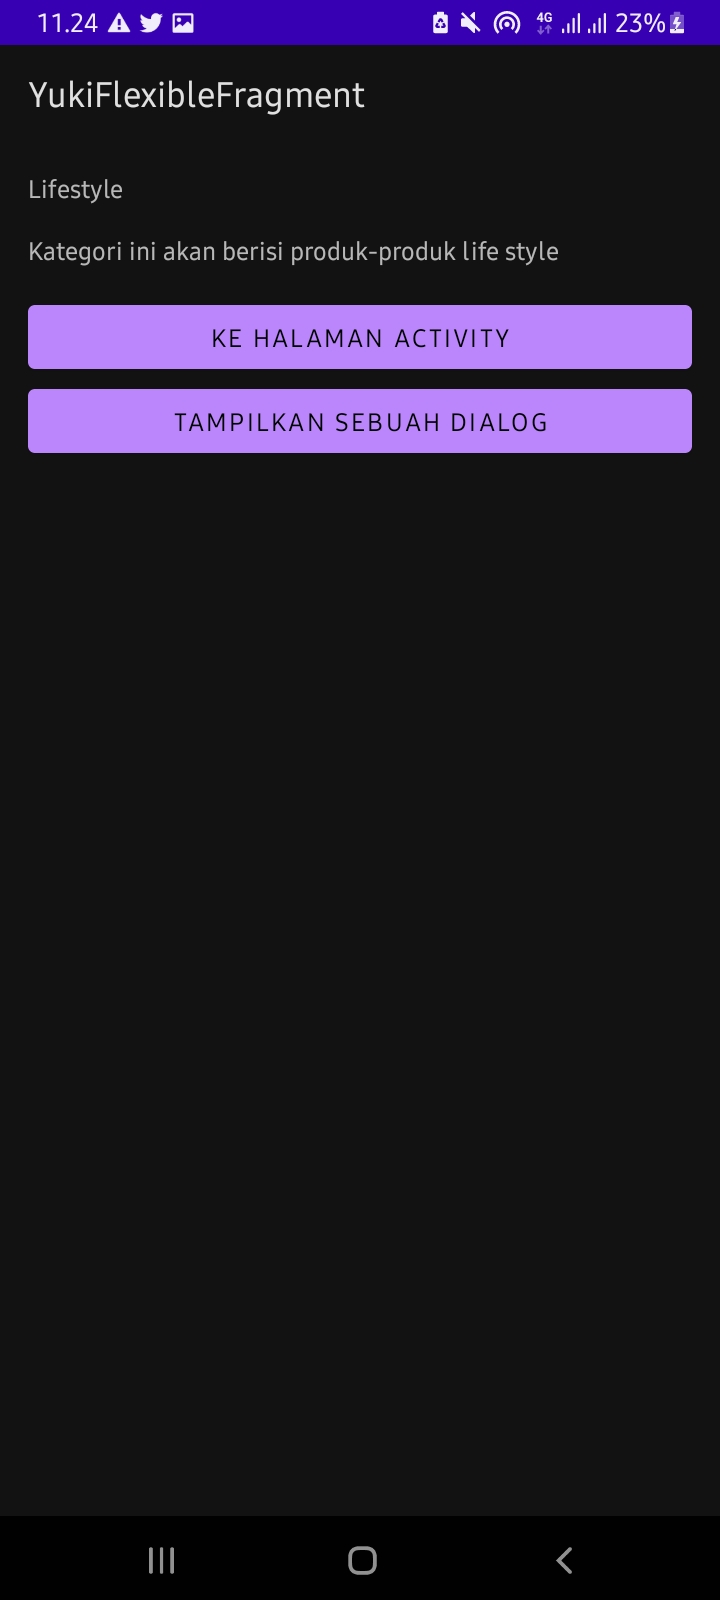 11.24
4G
23%
YukiFlexibleFragment
Lifestyle
Kategori ini akan berisi produk-produk life style
KE HALAMAN ACTIVITY
TAMPILKAN SEBUAH DIALOG